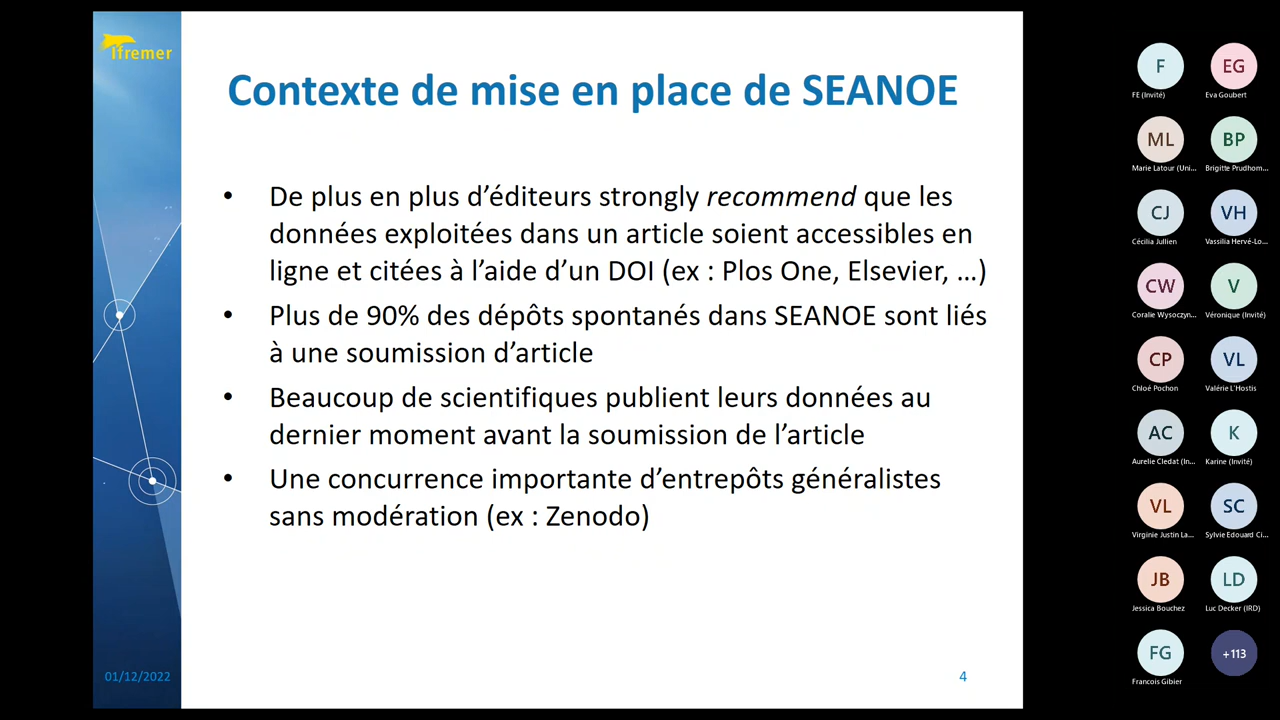 ifremer
Contexte de mise en place de SEANOE
• De plus en plus d’éditeurs strongly recommend que les
données exploitées dans un article soient accessibles en
ligne et citées à l’aide d’un DOI (ex : Plos One, Elsevier, …)
• Plus de 90% des dépôts spontanés dans SEANOE sont liés
à une soumission d’article
• Beaucoup de scientifiques publient leurs données au
dernier moment avant la soumission de l’article
• Une concurrence importante d’entrepôts généralistes
sans modération (ex : Zenodo)
01/12/2022
4
F
EG
FE (Invité)
Eva Goubert
ML
BP
Marie Latour (Uni...
Brigitte Prudhom...
CJ
VH
Cécilia Jullien
Vassilia Hervé-Lo...
CW
V
Coralie Wysoczyn...
Véronique (Invité)
CP
VL
Chloé Pochon
Valérie L'Hostis
AC
K
Aurelie Cledat (In...
Karine (Invité)
VL
SC
Virginie Justin La...
Sylvie Edouard Ci...
JB
LD
Jessica Bouchez
Luc Decker (IRD)
FG
+113
Francois Gibier